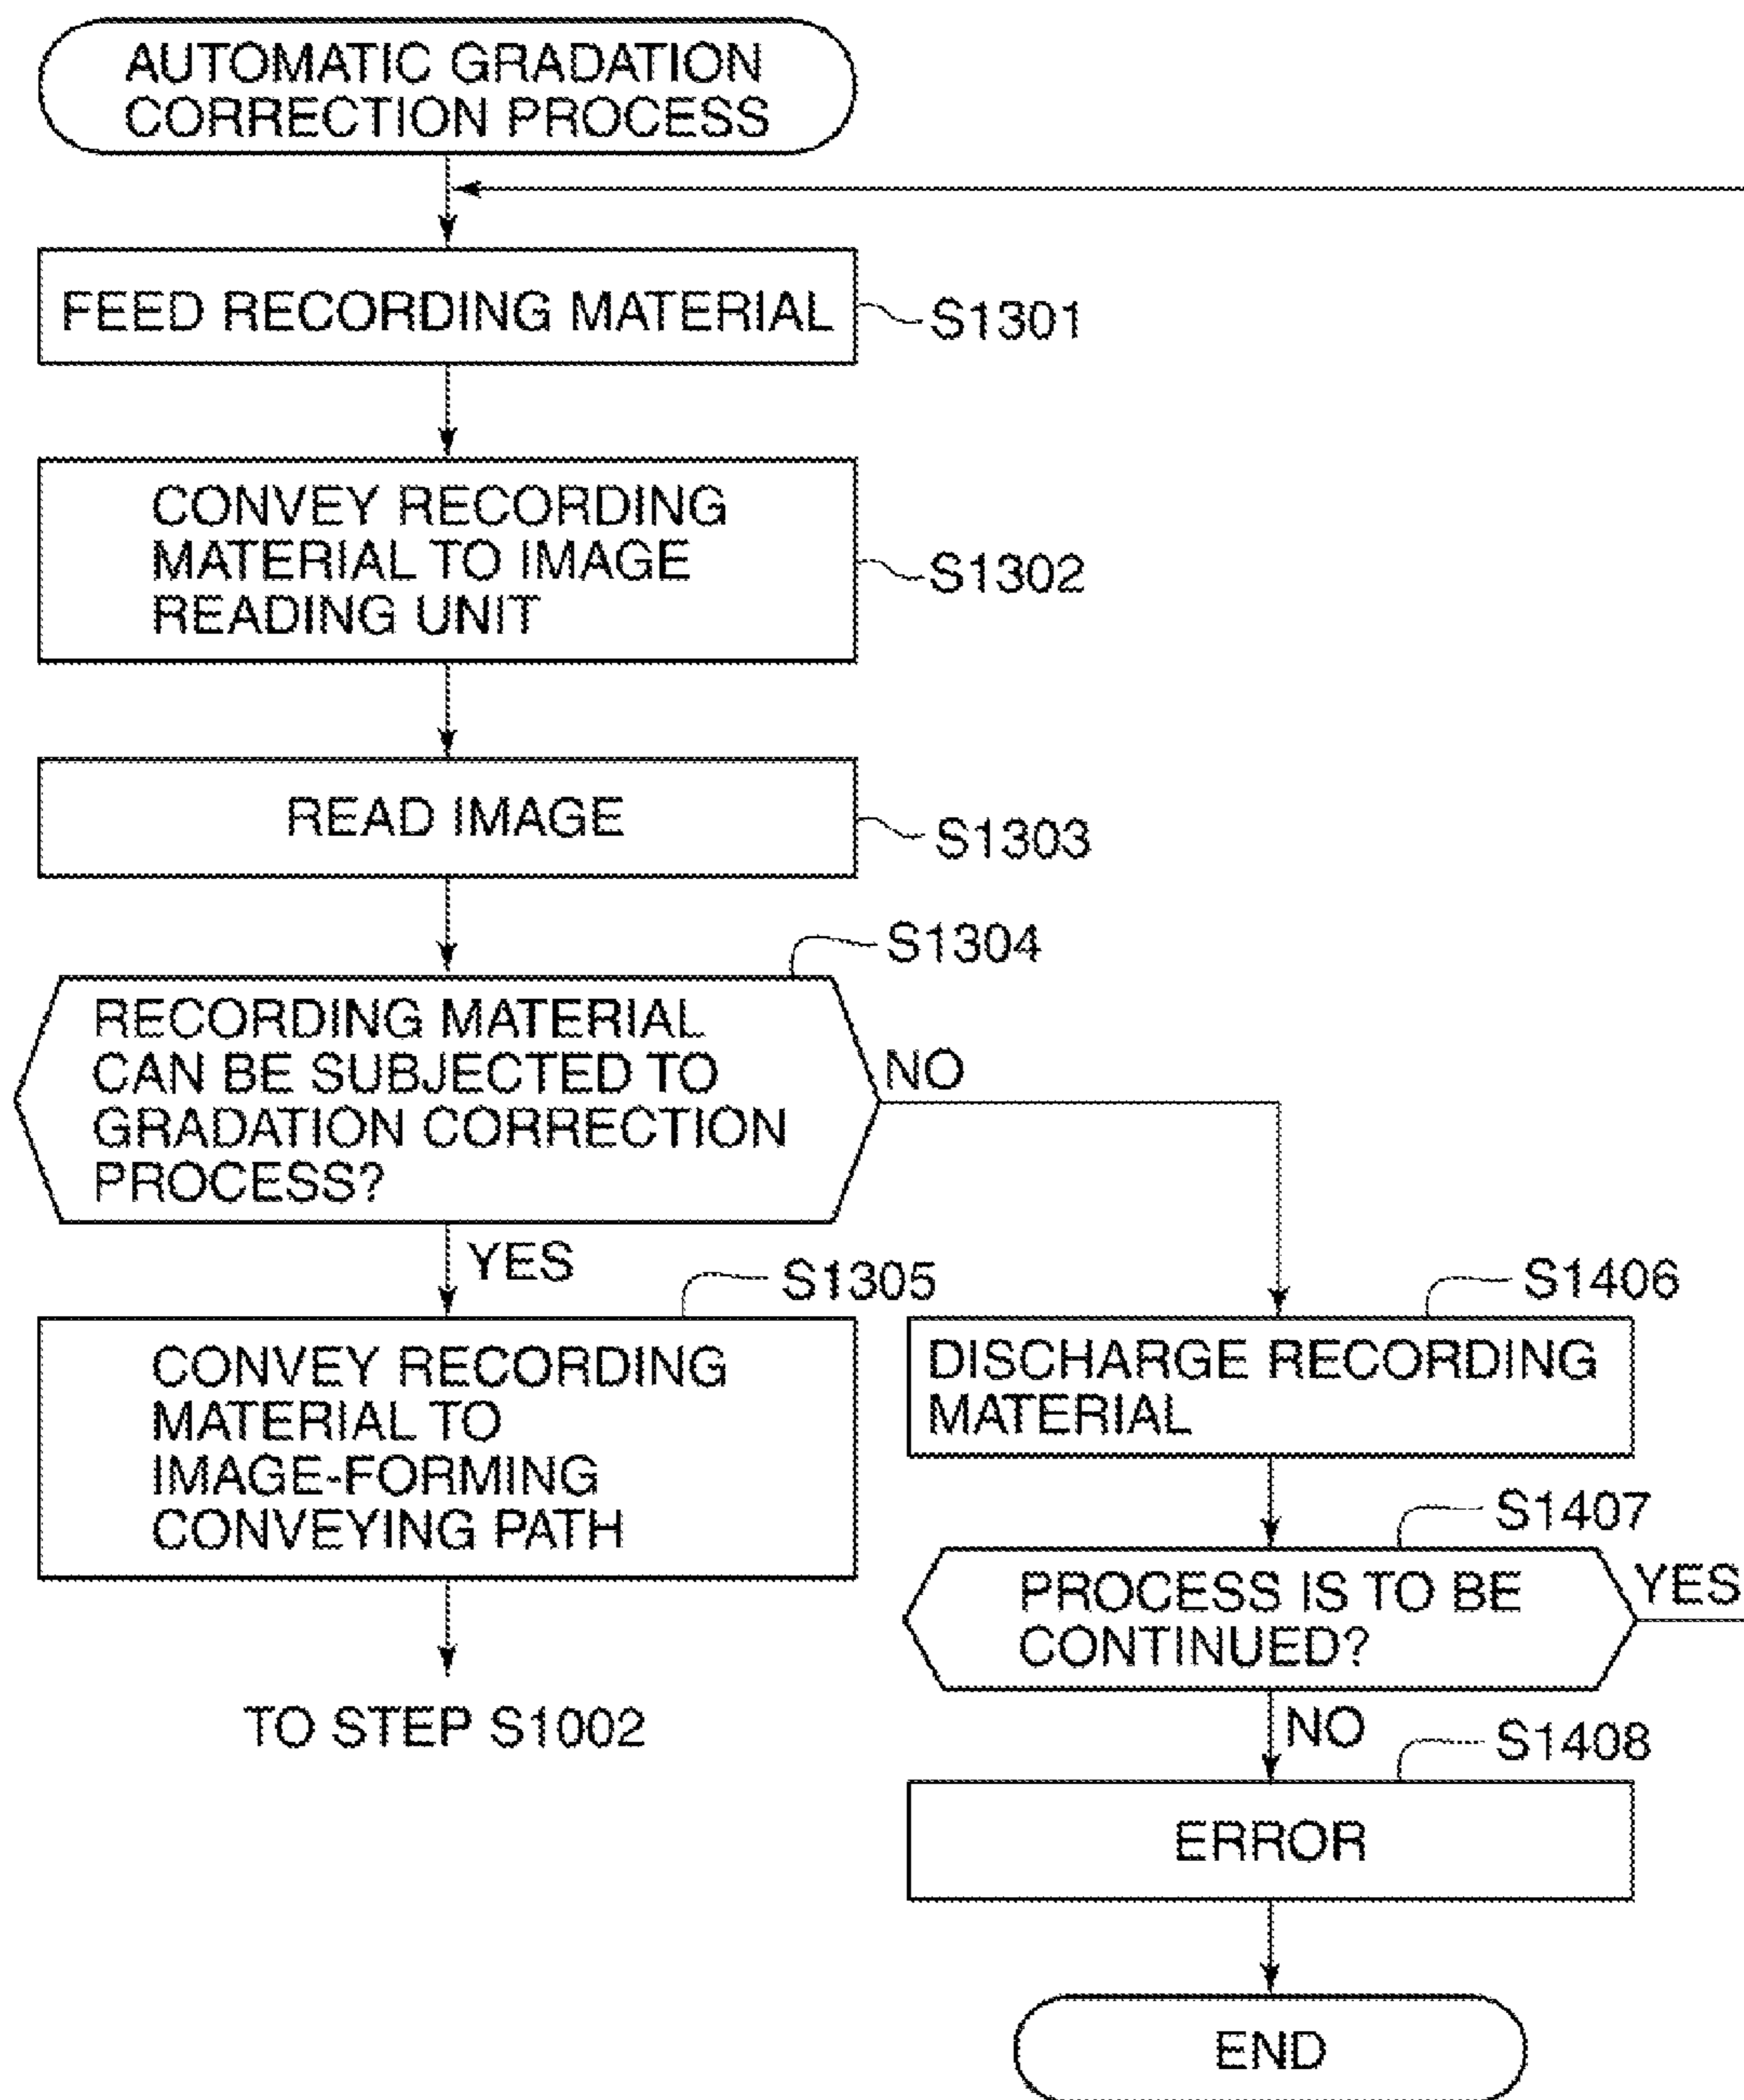 AUTOMATIC GRADATION
CORRECTION PROCESS
FEED RECORDING MATERIAL
S1301
CONVEY RECORDING
MATERIAL TO IMAGE
READING UNIT
S1302
READ IMAGE
S1303
S1304
RECORDING MATERIAL
CAN BE SUBJECTED TO
GRADATION CORRECTION
PROCESS?
NO
YES
S1305
CONVEY RECORDING
MATERIAL TO
IMAGE-FORMING
CONVEYING PATH
TO STEP S1002
S1406
DISCHARGE RECORDING
MATERIAL
S1407
PROCESS IS TO BE
CONTINUED?
YES
NO
S1408
ERROR
END